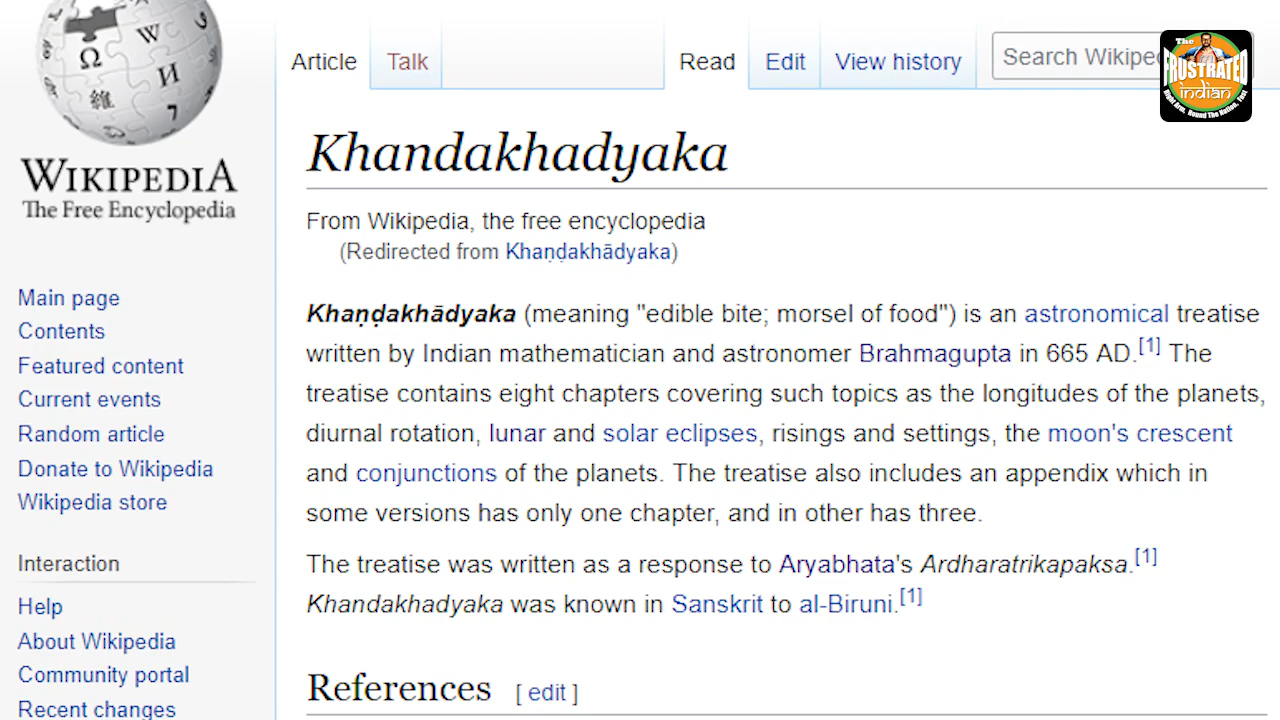 Article Talk Read Edit View history Search Wikipe
The
FRUSTRATED
indian
Right Arm, Round The Nation, Fast
WIKIPEDIA
The Free Encyclopedia
Main page
Contents
Featured content
Current events
Random article
Donate to Wikipedia
Wikipedia store
Interaction
Help
About Wikipedia
Community portal
Recent changes
Khandakhadyaka
From Wikipedia, the free encyclopedia
(Redirected from Khaṇḍakhādyaka)
Khaṇḍakhādyaka (meaning "edible bite; morsel of food") is an astronomical treatise
written by Indian mathematician and astronomer Brahmagupta in 665 AD.[1] The
treatise contains eight chapters covering such topics as the longitudes of the planets,
diurnal rotation, lunar and solar eclipses, risings and settings, the moon's crescent
and conjunctions of the planets. The treatise also includes an appendix which in
some versions has only one chapter, and in other has three.
The treatise was written as a response to Aryabhata's Ardharatrikapaksa.[1]
Khandakhadyaka was known in Sanskrit to al-Biruni.[1]
References [ edit ]